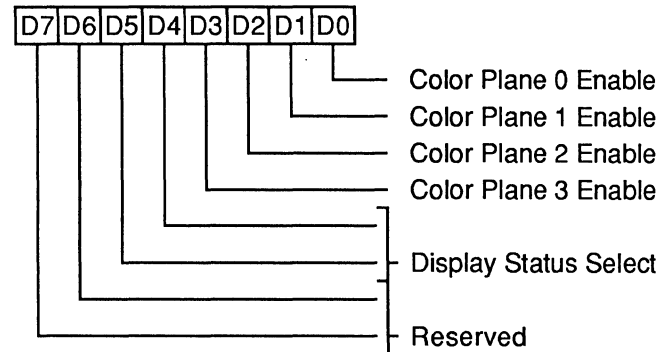 D7 D6 D5 D4 D3 D2 D1 D0
Color Plane 0 Enable
Color Plane 1 Enable
Color Plane 2 Enable
Color Plane 3 Enable
Display Status Select
Reserved